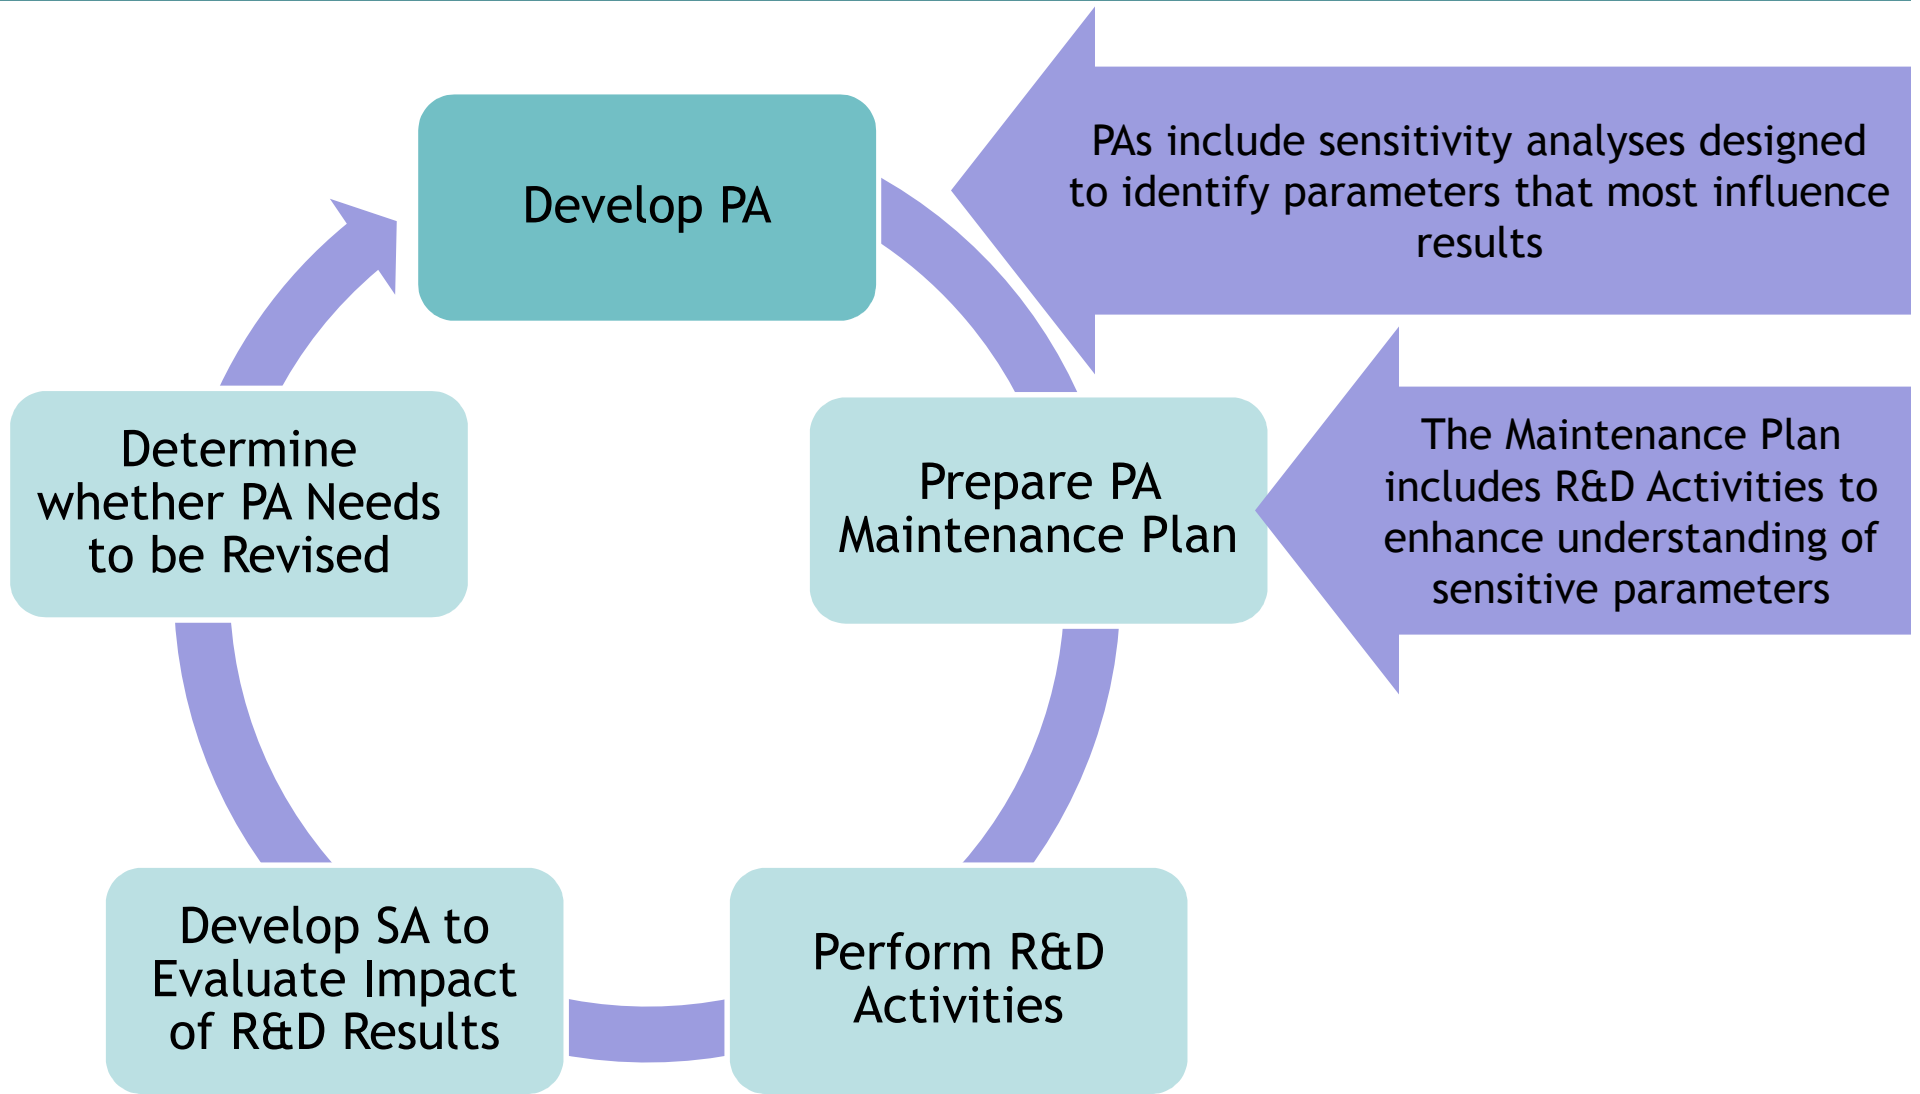 Develop PA
PAs include sensitivity analyses designed
to identify parameters that most influence
results
Prepare PA
Maintenance Plan
The Maintenance Plan
includes R&D Activities to
enhance understanding of
sensitive parameters
Perform R&D
Activities
Develop SA to
Evaluate Impact
of R&D Results
Determine
whether PA Needs
to be Revised